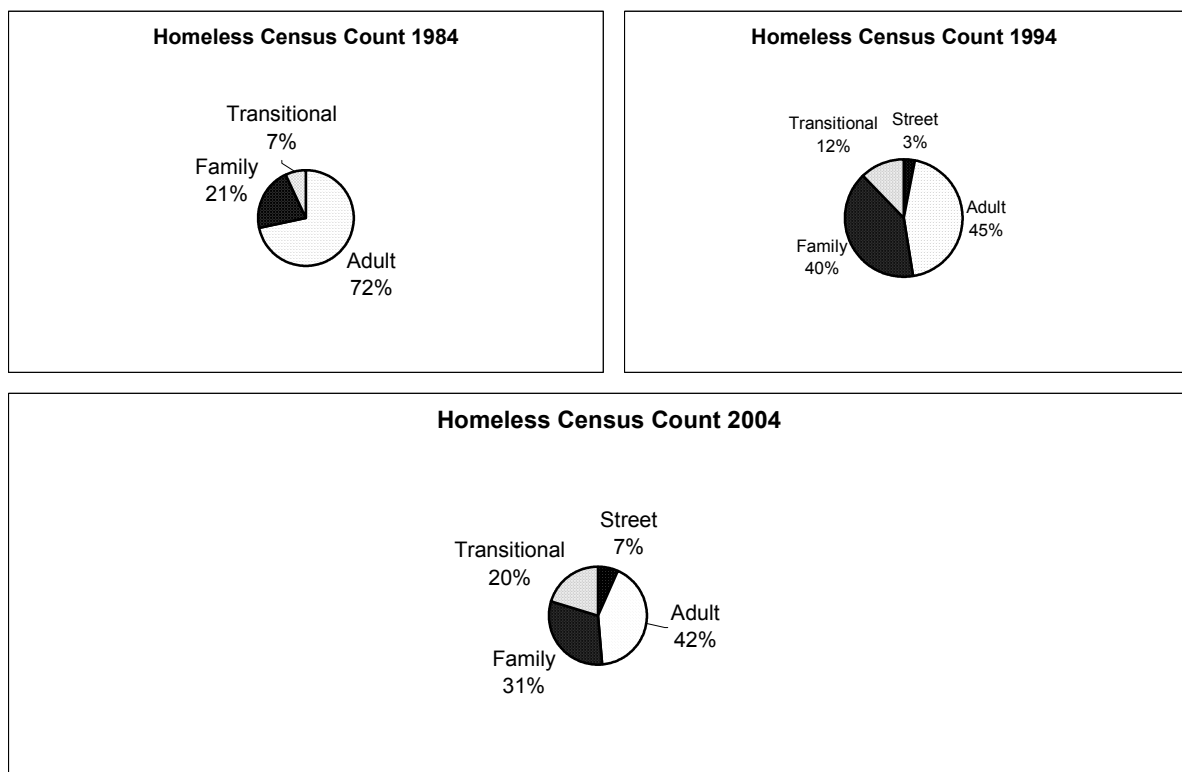 Homeless Census Count 1984
Transitional
7%
Family
21%
Adult
72%
Homeless Census Count 1994
Transitional
12%
Street
3%
Adult
45%
Family
40%
Homeless Census Count 2004
Street
7%
Transitional
20%
Adult
42%
Family
31%